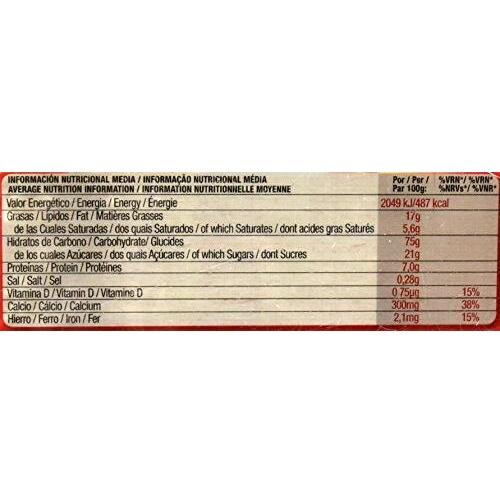 INFORMACIÓN NUTRICIONAL MEDIA / INFORMAÇÃO NUTRICIONAL MÉDIA Por / Per / %VRN*/ %VRN*
AVERAGE NUTRITION INFORMATION / INFORMATION NUTRITIONNELLE MOYENNE Par 100g: %NRVs*/ %VNR*
Valor Energético / Energia / Energy / Énergie 2049 kJ/487 kcal
Grasas / Lípidos / Fat / Matières Grasses 17g
de las Cuales Saturadas / dos quais Saturados / of which Saturates / dont acides gras Saturés 5,6g
Hidratos de Carbono / Carbohydrate/ Glucides 75g
de los cuales Azúcares / dos quais Açúcares / of which Sugars / dont Sucres 21g
Proteínas / Protein / Protéines 7,0g
Sal / Salt / Sel 0,28g
Vitamina D / Vitamin D / Vitamine D 0 75µg 15%
Calcio / Cálcio / Calcium 300mg 38%
Hierro / Ferro / Iron / Fer 2,1mg 15%